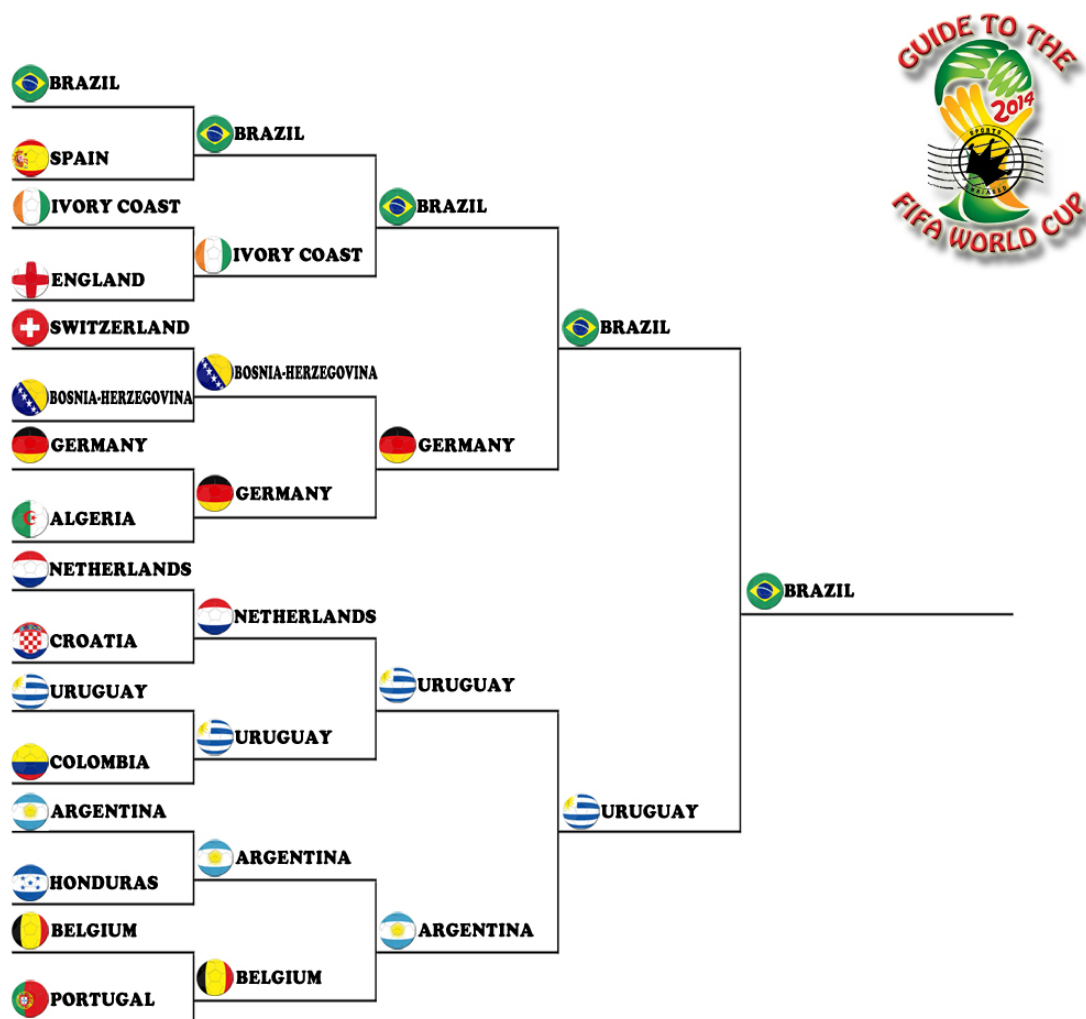 GUIDE TO THE
2014
SPORTS
UNBIASED
FIFA WORLD CUP
BRAZIL
SPAIN
IVORY COAST
ENGLAND
SWITZERLAND
BOSNIA-HERZEGOVINA
GERMANY
ALGERIA
NETHERLANDS
CROATIA
URUGUAY
COLOMBIA
ARGENTINA
HONDURAS
BELGIUM
PORTUGAL
BRAZIL
IVORY COAST
BOSNIA-HERZEGOVINA
GERMANY
NETHERLANDS
URUGUAY
ARGENTINA
BELGIUM
BRAZIL
GERMANY
URUGUAY
ARGENTINA
BRAZIL
URUGUAY
BRAZIL